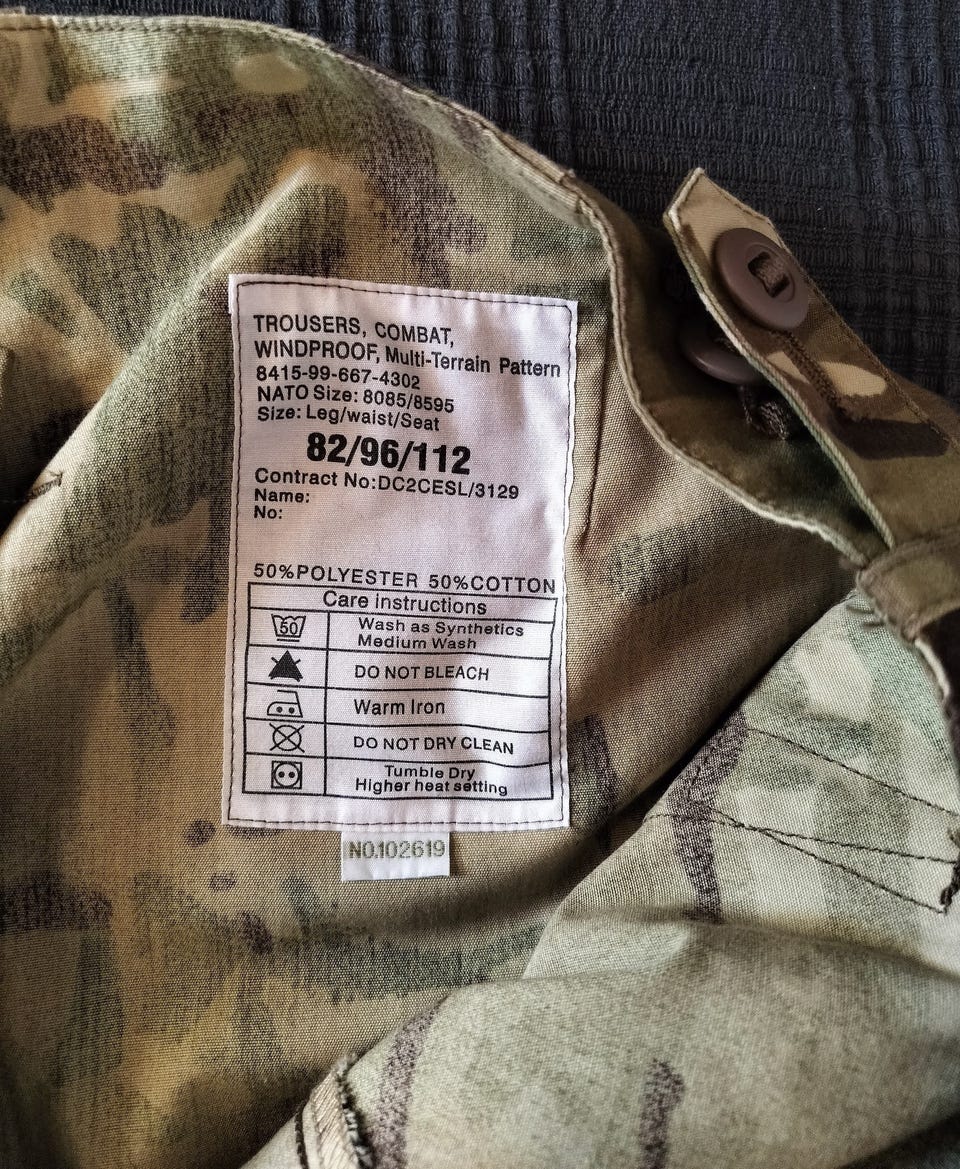 TROUSERS, COMBAT,
WINDPROOF, Multi-Terrain Pattern
8415-99-667-4302
NATO Size: 8085/8595
Size: Leg/waist/Seat
82/96/112
Contract No:DC2CESL/3129
Name:
No:
50%POLYESTER 50%COTTON
Care instructions
50
Wash as Synthetics
Medium Wash
DO NOT BLEACH
Warm Iron
DO NOT DRY CLEAN
Tumble Dry
Higher heat setting
NO.102619